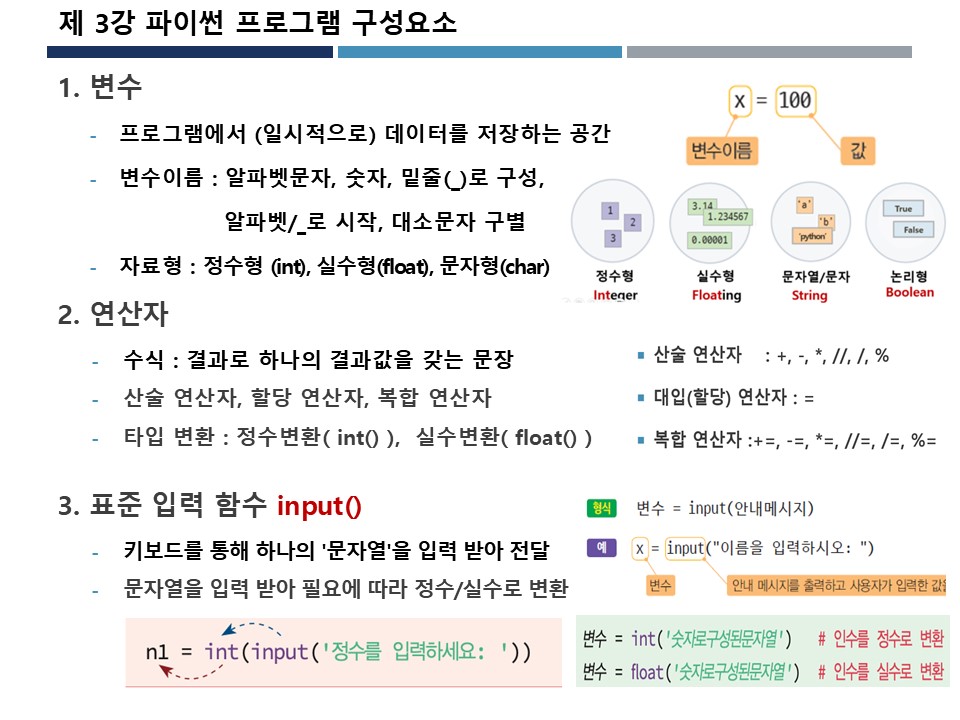 제 3강 파이썬 프로그램 구성요소
1. 변수
- 프로그램에서 (일시적으로) 데이터를 저장하는 공간
- 변수이름 : 알파벳문자, 숫자, 밑줄(_)로 구성,
알파벳/_로 시작, 대소문자 구별
- 자료형 : 정수형 (int), 실수형(float), 문자형(char)
x = 100
변수이름 값
1
2
3
3.14
1.234567
0.00001
'a'
'b'
'python'
True
False
정수형 실수형 문자열/문자 논리형
Integer Floating String Boolean
2. 연산자
- 수식 : 결과로 하나의 결과값을 갖는 문장
- 산술 연산자, 할당 연산자, 복합 연산자
- 타입 변환 : 정수변환( int() ), 실수변환( float() )
▪ 산술 연산자 : +, -, *, //, /, %
▪ 대입(할당) 연산자 : =
▪ 복합 연산자 :+=, -=, *=, //=, /=, %=
3. 표준 입력 함수 input()
- 키보드를 통해 하나의 '문자열'을 입력 받아 전달
- 문자열을 입력 받아 필요에 따라 정수/실수로 변환
n1 = int(input('정수를 입력하세요: '))
형식 변수 = input(안내메시지)
예 x = input("이름을 입력하시오: ")
변수 안내 메시지를 출력하고 사용자가 입력한 값을
변수 = int('숫자로구성된문자열') # 인수를 정수로 변환
변수 = float('숫자로구성된문자열') # 인수를 실수로 변환